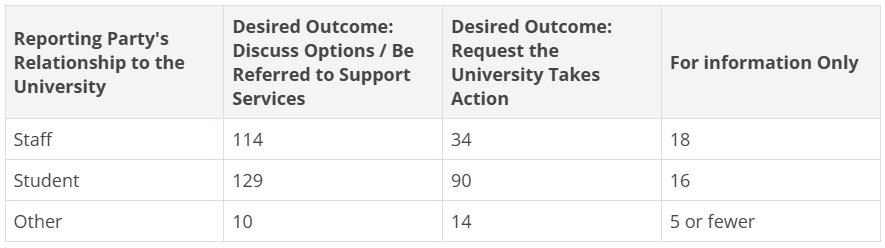 Reporting Party's
Relationship to the
University
Desired Outcome:
Discuss Options / Be
Referred to Support
Services
Desired Outcome:
Request the
University Takes
Action
For information Only
Staff
114
34
18
Student
129
90
16
Other
10
14
5 or fewer